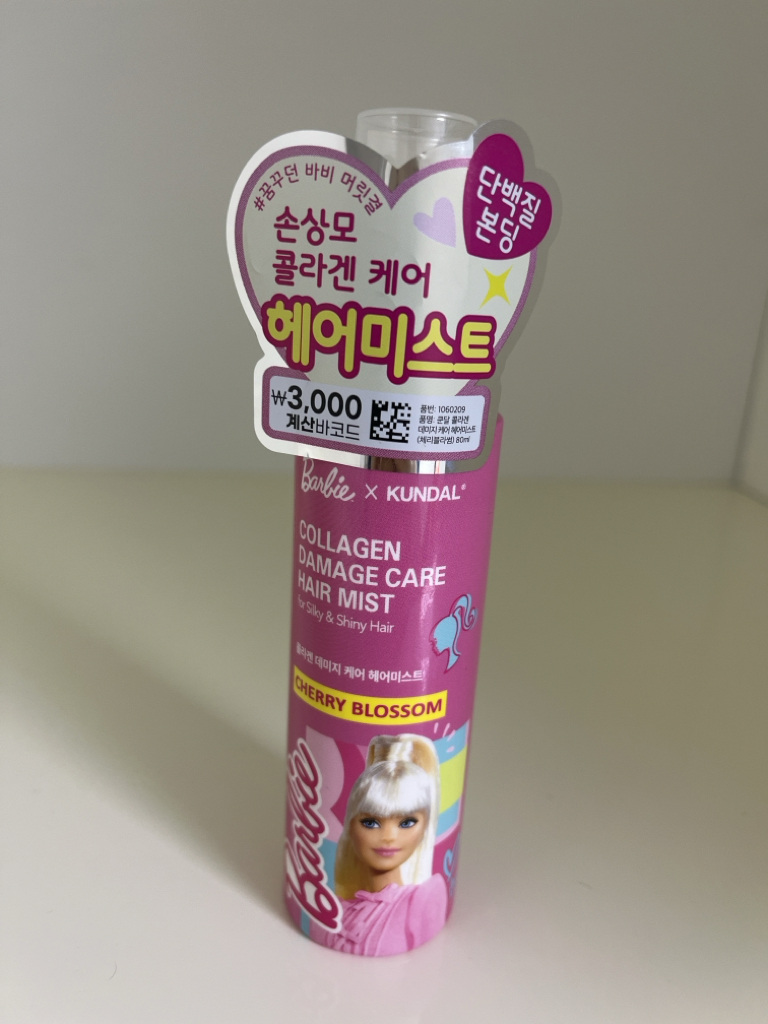 #꿈꾸던 바비 머릿결
단백질
본딩
손상모
콜라겐 케어
헤어미스트
₩3,000
계산바코드
품번: 1060209
품명: 쿤달 콜라겐
데미지 케어 헤어미스트
(체리블라썸) 80ml
Barbie × KUNDAL®
COLLAGEN
DAMAGE CARE
HAIR MIST
for Silky & Shiny Hair
콜라겐 데미지 케어 헤어미스트
CHERRY BLOSSOM
Barbie